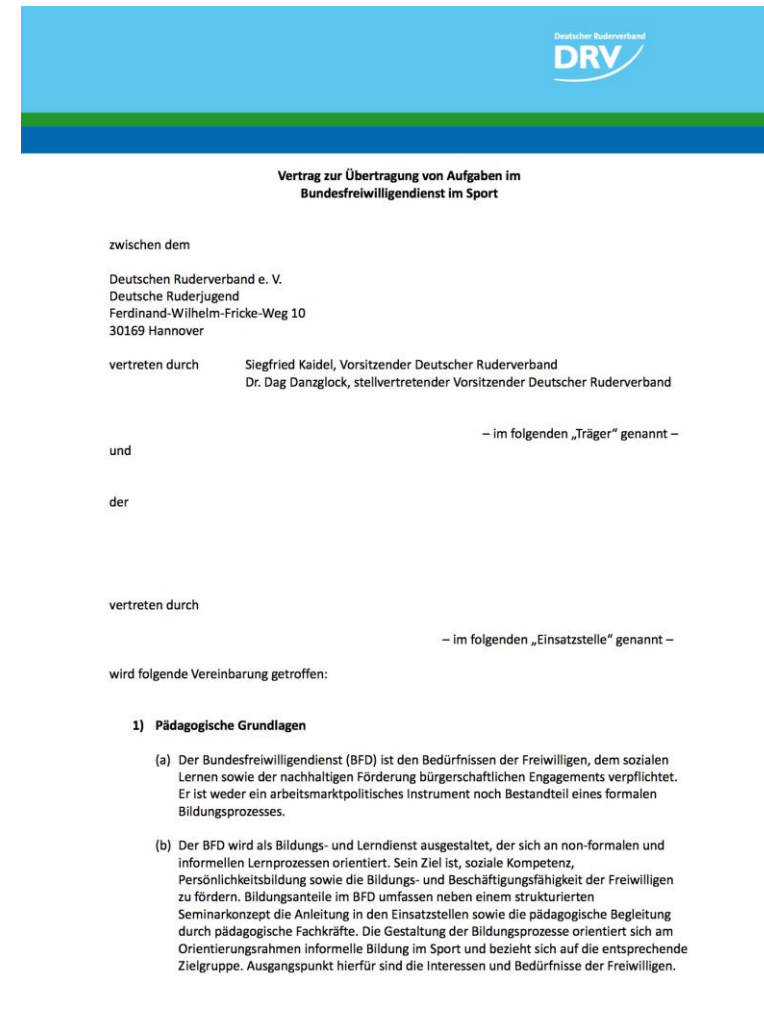 Deutscher Ruderverband
DRV
Vertrag zur Übertragung von Aufgaben im
Bundesfreiwilligendienst im Sport
zwischen dem
Deutschen Ruderverband e. V.
Deutsche Ruderjugend
Ferdinand-Wilhelm-Fricke-Weg 10
30169 Hannover
vertreten durch Siegfried Kaidel, Vorsitzender Deutscher Ruderverband
Dr. Dag Danzglock, stellvertretender Vorsitzender Deutscher Ruderverband
– im folgenden „Träger“ genannt –
und
der
vertreten durch
– im folgenden „Einsatzstelle“ genannt –
wird folgende Vereinbarung getroffen:
1) Pädagogische Grundlagen
(a) Der Bundesfreiwilligendienst (BFD) ist den Bedürfnissen der Freiwilligen, dem sozialen
Lernen sowie der nachhaltigen Förderung bürgerschaftlichen Engagements verpflichtet.
Er ist weder ein arbeitsmarktpolitisches Instrument noch Bestandteil eines formalen
Bildungsprozesses.
(b) Der BFD wird als Bildungs- und Lerndienst ausgestaltet, der sich an non-formalen und
informellen Lernprozessen orientiert. Sein Ziel ist, soziale Kompetenz,
Persönlichkeitsbildung sowie die Bildungs- und Beschäftigungsfähigkeit der Freiwilligen
zu fördern. Bildungsanteile im BFD umfassen neben einem strukturierten
Seminarkonzept die Anleitung in den Einsatzstellen sowie die pädagogische Begleitung
durch pädagogische Fachkräfte. Die Gestaltung der Bildungsprozesse orientiert sich am
Orientierungsrahmen informelle Bildung im Sport und bezieht sich auf die entsprechende
Zielgruppe. Ausgangspunkt hierfür sind die Interessen und Bedürfnisse der Freiwilligen.